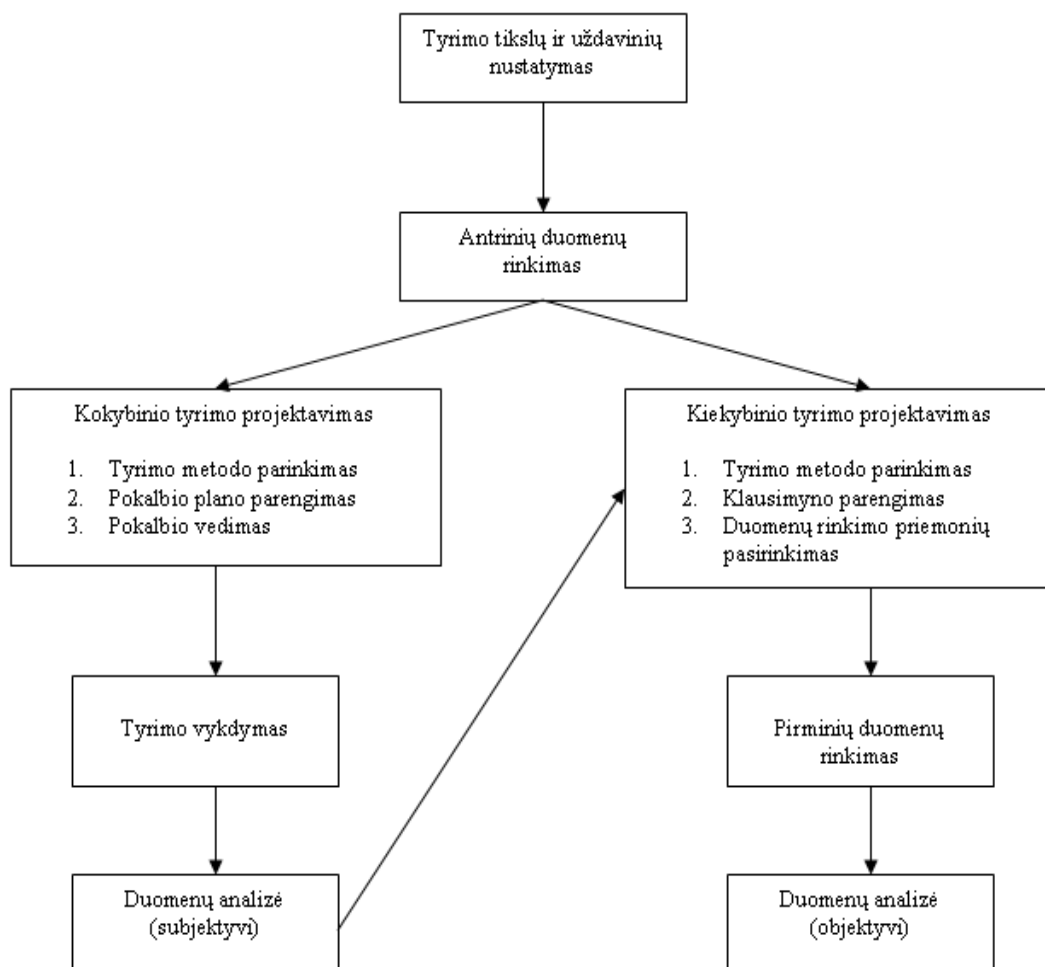 Tyrimo tikslų ir uždavinių
nustatymas
Antrinių duomenų
rinkimas
Kokybinio tyrimo projektavimas
1. Tyrimo metodo parinkimas
2. Pokalbio plano parengimas
3. Pokalbio vedimas
Kiekybinio tyrimo projektavimas
1. Tyrimo metodo parinkimas
2. Klausimyno parengimas
3. Duomenų rinkimo priemonių
pasirinkimas
Tyrimo vykdymas
Pirminių duomenų
rinkimas
Duomenų analizė
(subjektyvi)
Duomenų analizė
(objektyvi)